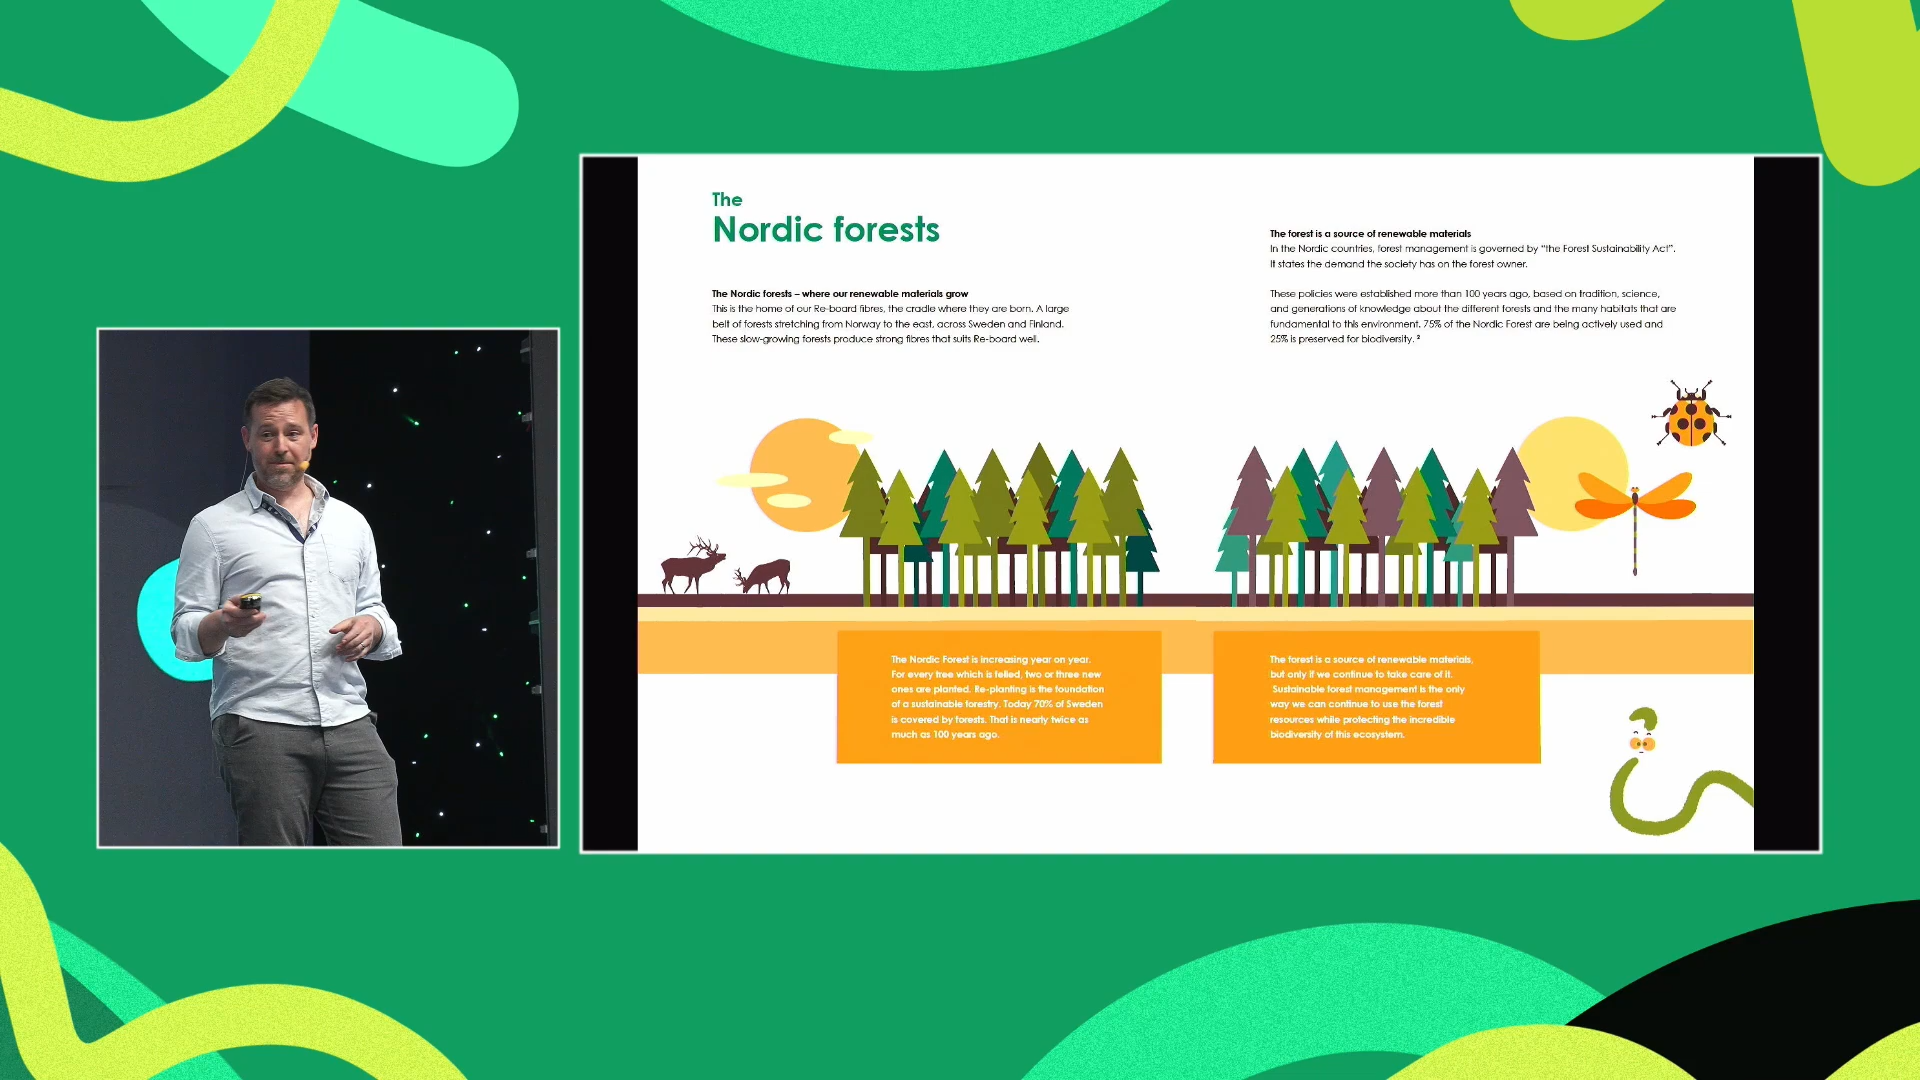 The
Nordic forests
The Nordic forests – where our renewable materials grow
This is the home of our Re-board fibres, the cradle where they are born. A large
belt of forests stretching from Norway to the east, across Sweden and Finland.
These slow-growing forests produce strong fibres that suits Re-board well.
The forest is a source of renewable materials
In the Nordic countries, forest management is governed by “the Forest Sustainability Act”.
It states the demand the society has on the forest owner.
These policies were established more than 100 years ago, based on tradition, science,
and generations of knowledge about the different forests and the many habitats that are
fundamental to this environment. 75% of the Nordic Forest are being actively used and
25% is preserved for biodiversity. ²
The Nordic Forest is increasing year on year.
For every tree which is felled, two or three new
ones are planted. Re-planting is the foundation
of a sustainable forestry. Today 70% of Sweden
is covered by forests. That is nearly twice as
much as 100 years ago.
The forest is a source of renewable materials,
but only if we continue to take care of it.
Sustainable forest management is the only
way we can continue to use the forest
resources while protecting the incredible
biodiversity of this ecosystem.